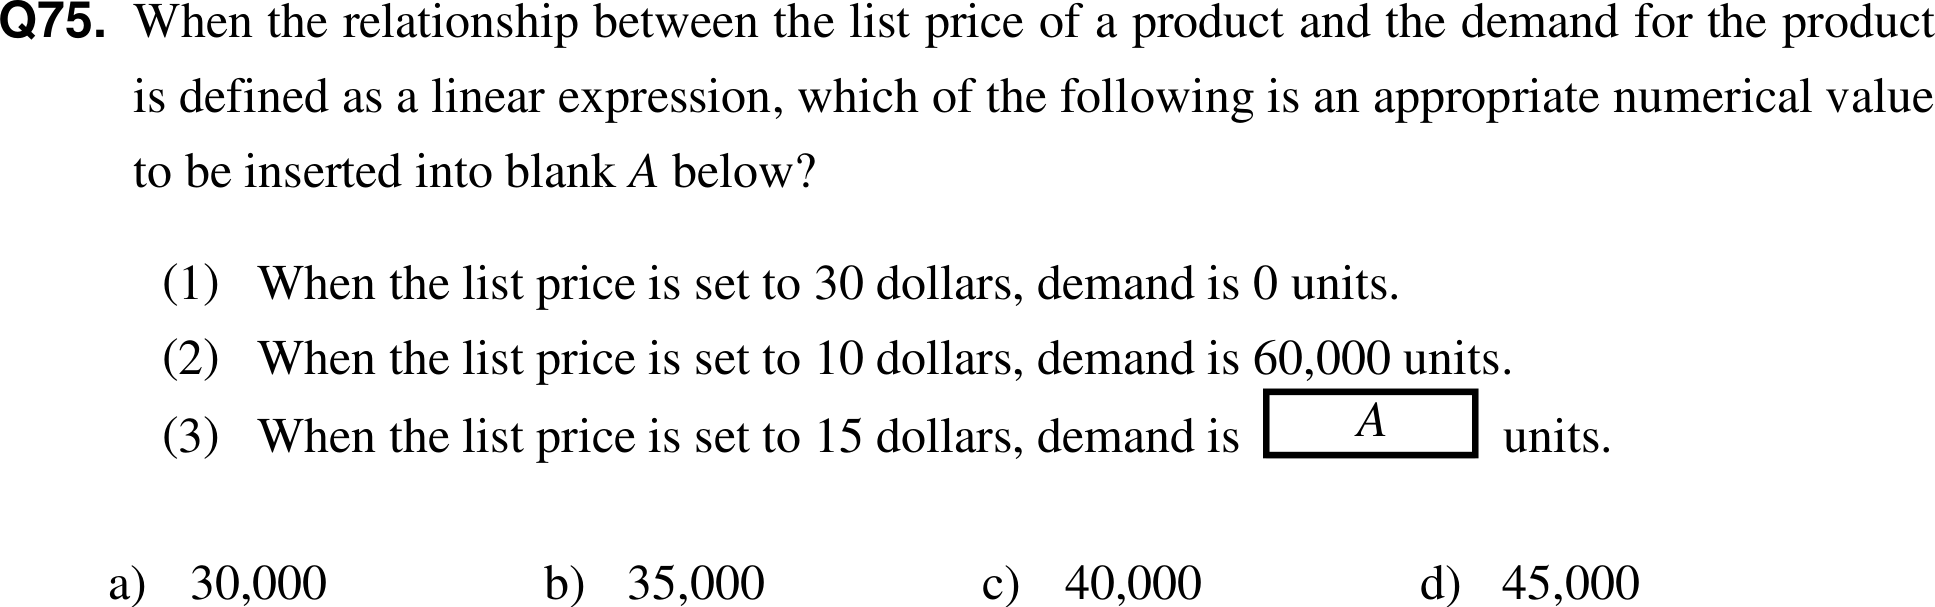 Q75. When the relationship between the list price of a product and the demand for the product
is defined as a linear expression, which of the following is an appropriate numerical value
to be inserted into blank A below?
(1) When the list price is set to 30 dollars, demand is 0 units.
(2) When the list price is set to 10 dollars, demand is 60,000 units.
(3) When the list price is set to 15 dollars, demand is A units.
a) 30,000 b) 35,000 c) 40,000 d) 45,000